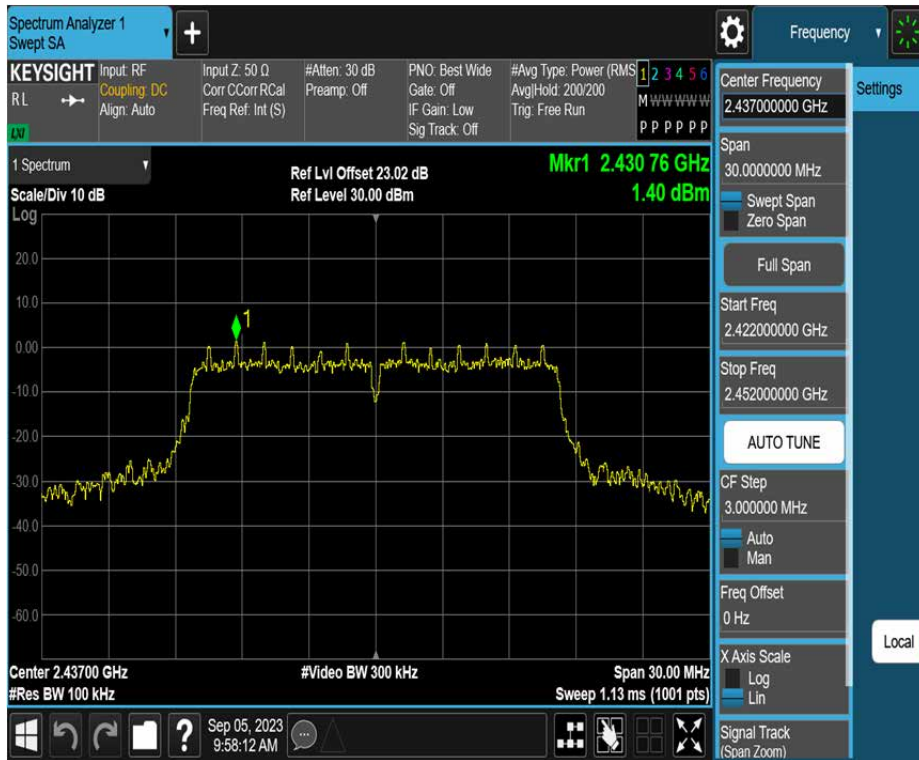 Spectrum Analyzer 1
Swept SA
Frequency
KEYSIGHT
R L
LXI
Input: RF
Coupling: DC
Align: Auto
Input Z: 50 Ω
Corr CCorr RCal
Freq Ref: Int (S)
#Atten: 30 dB
Preamp: Off
PNO: Best Wide
Gate: Off
IF Gain: Low
Sig Track: Off
#Avg Type: Power (RMS
Avg|Hold: 200/200
Trig: Free Run
1 2 3 4 5 6
M W W W W W
P P P P P P
1 Spectrum
Scale/Div 10 dB
Log
Ref Lvl Offset 23.02 dB
Ref Level 30.00 dBm
Mkr1 2.430 76 GHz
1.40 dBm
20.0
10.0
0.00
-10.0
-20.0
-30.0
-40.0
-50.0
-60.0
1
Center 2.43700 GHz
#Res BW 100 kHz
#Video BW 300 kHz
Span 30.00 MHz
Sweep 1.13 ms (1001 pts)
Sep 05, 2023
9:58:12 AM
Center Frequency
2.437000000 GHz
Span
30.0000000 MHz
Swept Span
Zero Span
Full Span
Start Freq
2.422000000 GHz
Stop Freq
2.452000000 GHz
AUTO TUNE
CF Step
3.000000 MHz
Auto
Man
Freq Offset
0 Hz
X Axis Scale
Log
Lin
Signal Track
(Span Zoom)
Settings
Local